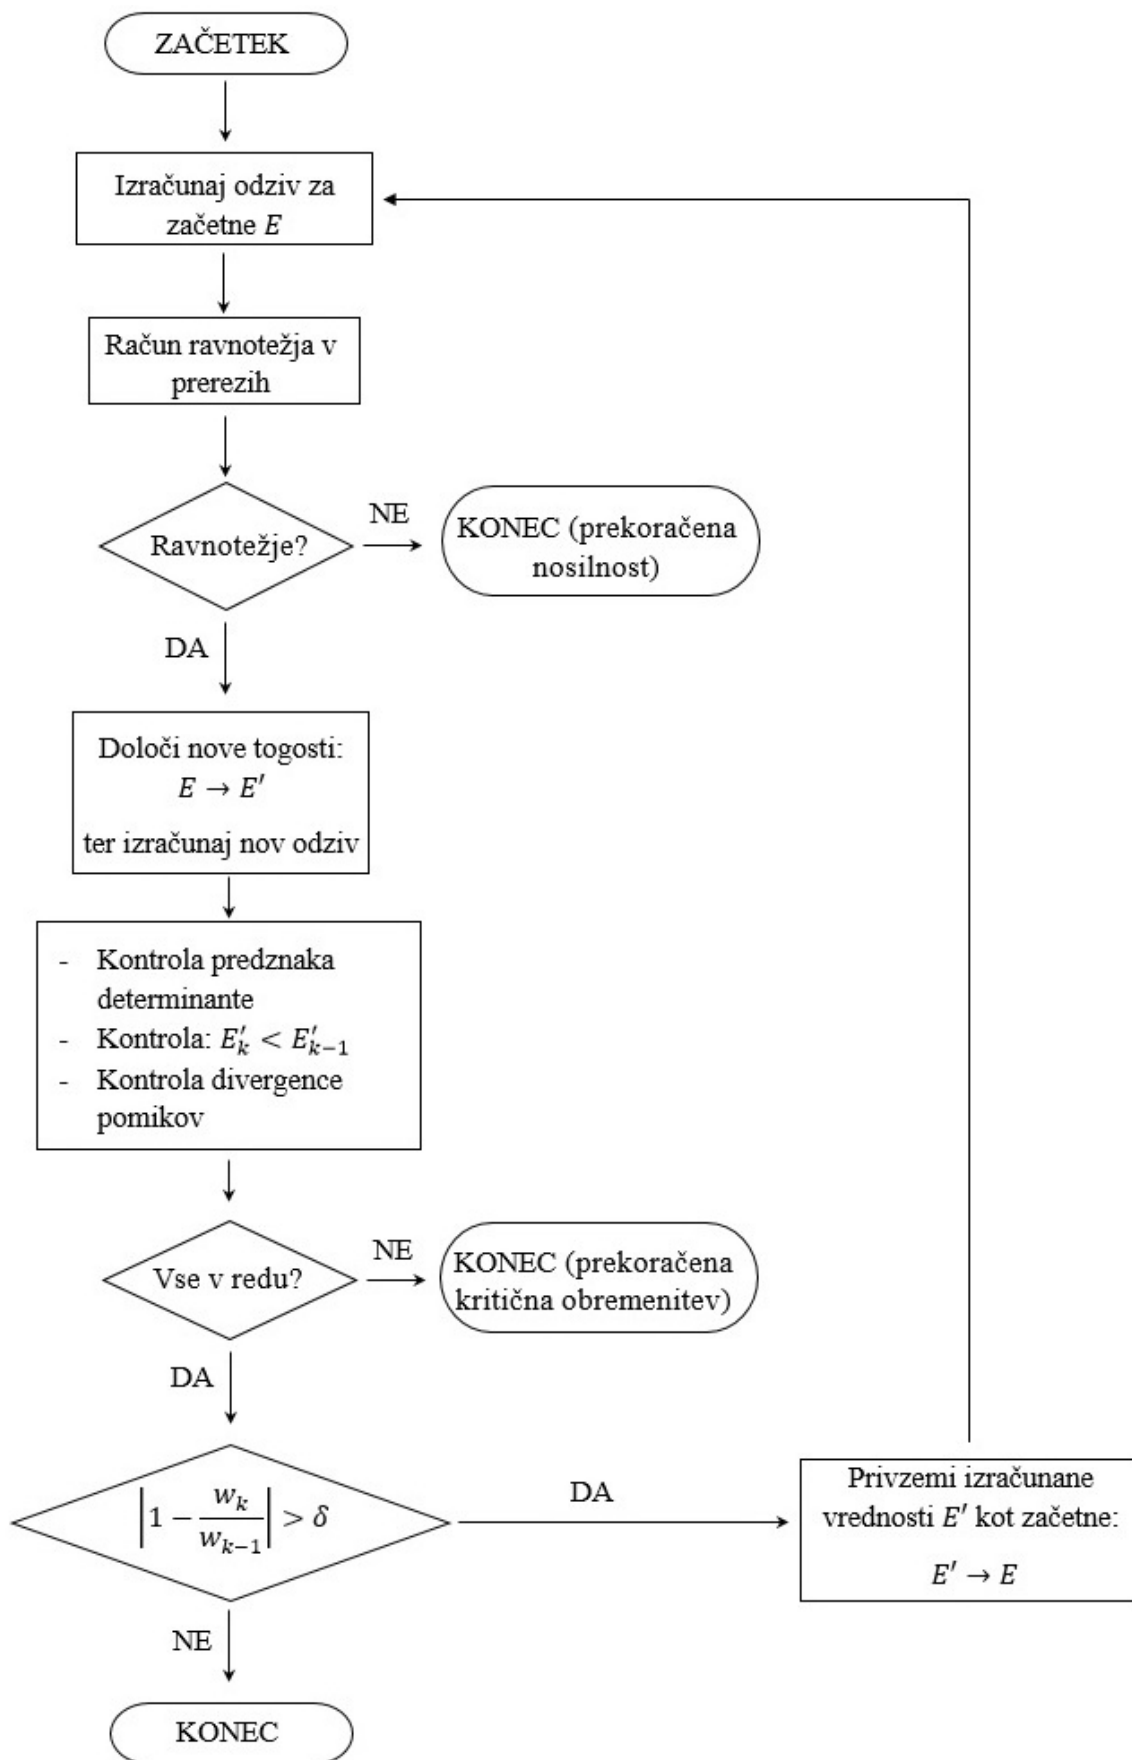 ZAČETEK
Izračunaj odziv za
začetne E
Račun ravnotežja v
prerezih
Ravnotežje?
NE
KONEC (prekoračena
nosilnost)
DA
Določi nove togosti:
E → E′
ter izračunaj nov odziv
- Kontrola predznaka
determinante
- Kontrola: E′ₖ < E′ₖ₋₁
- Kontrola divergence
pomikov
Vse v redu?
NE
KONEC (prekoračena
kritična obremenitev)
DA
|1 − wₖ/wₖ₋₁| > δ
DA
Privzemi izračunane
vrednosti E′ kot začetne:
E′ → E
NE
KONEC